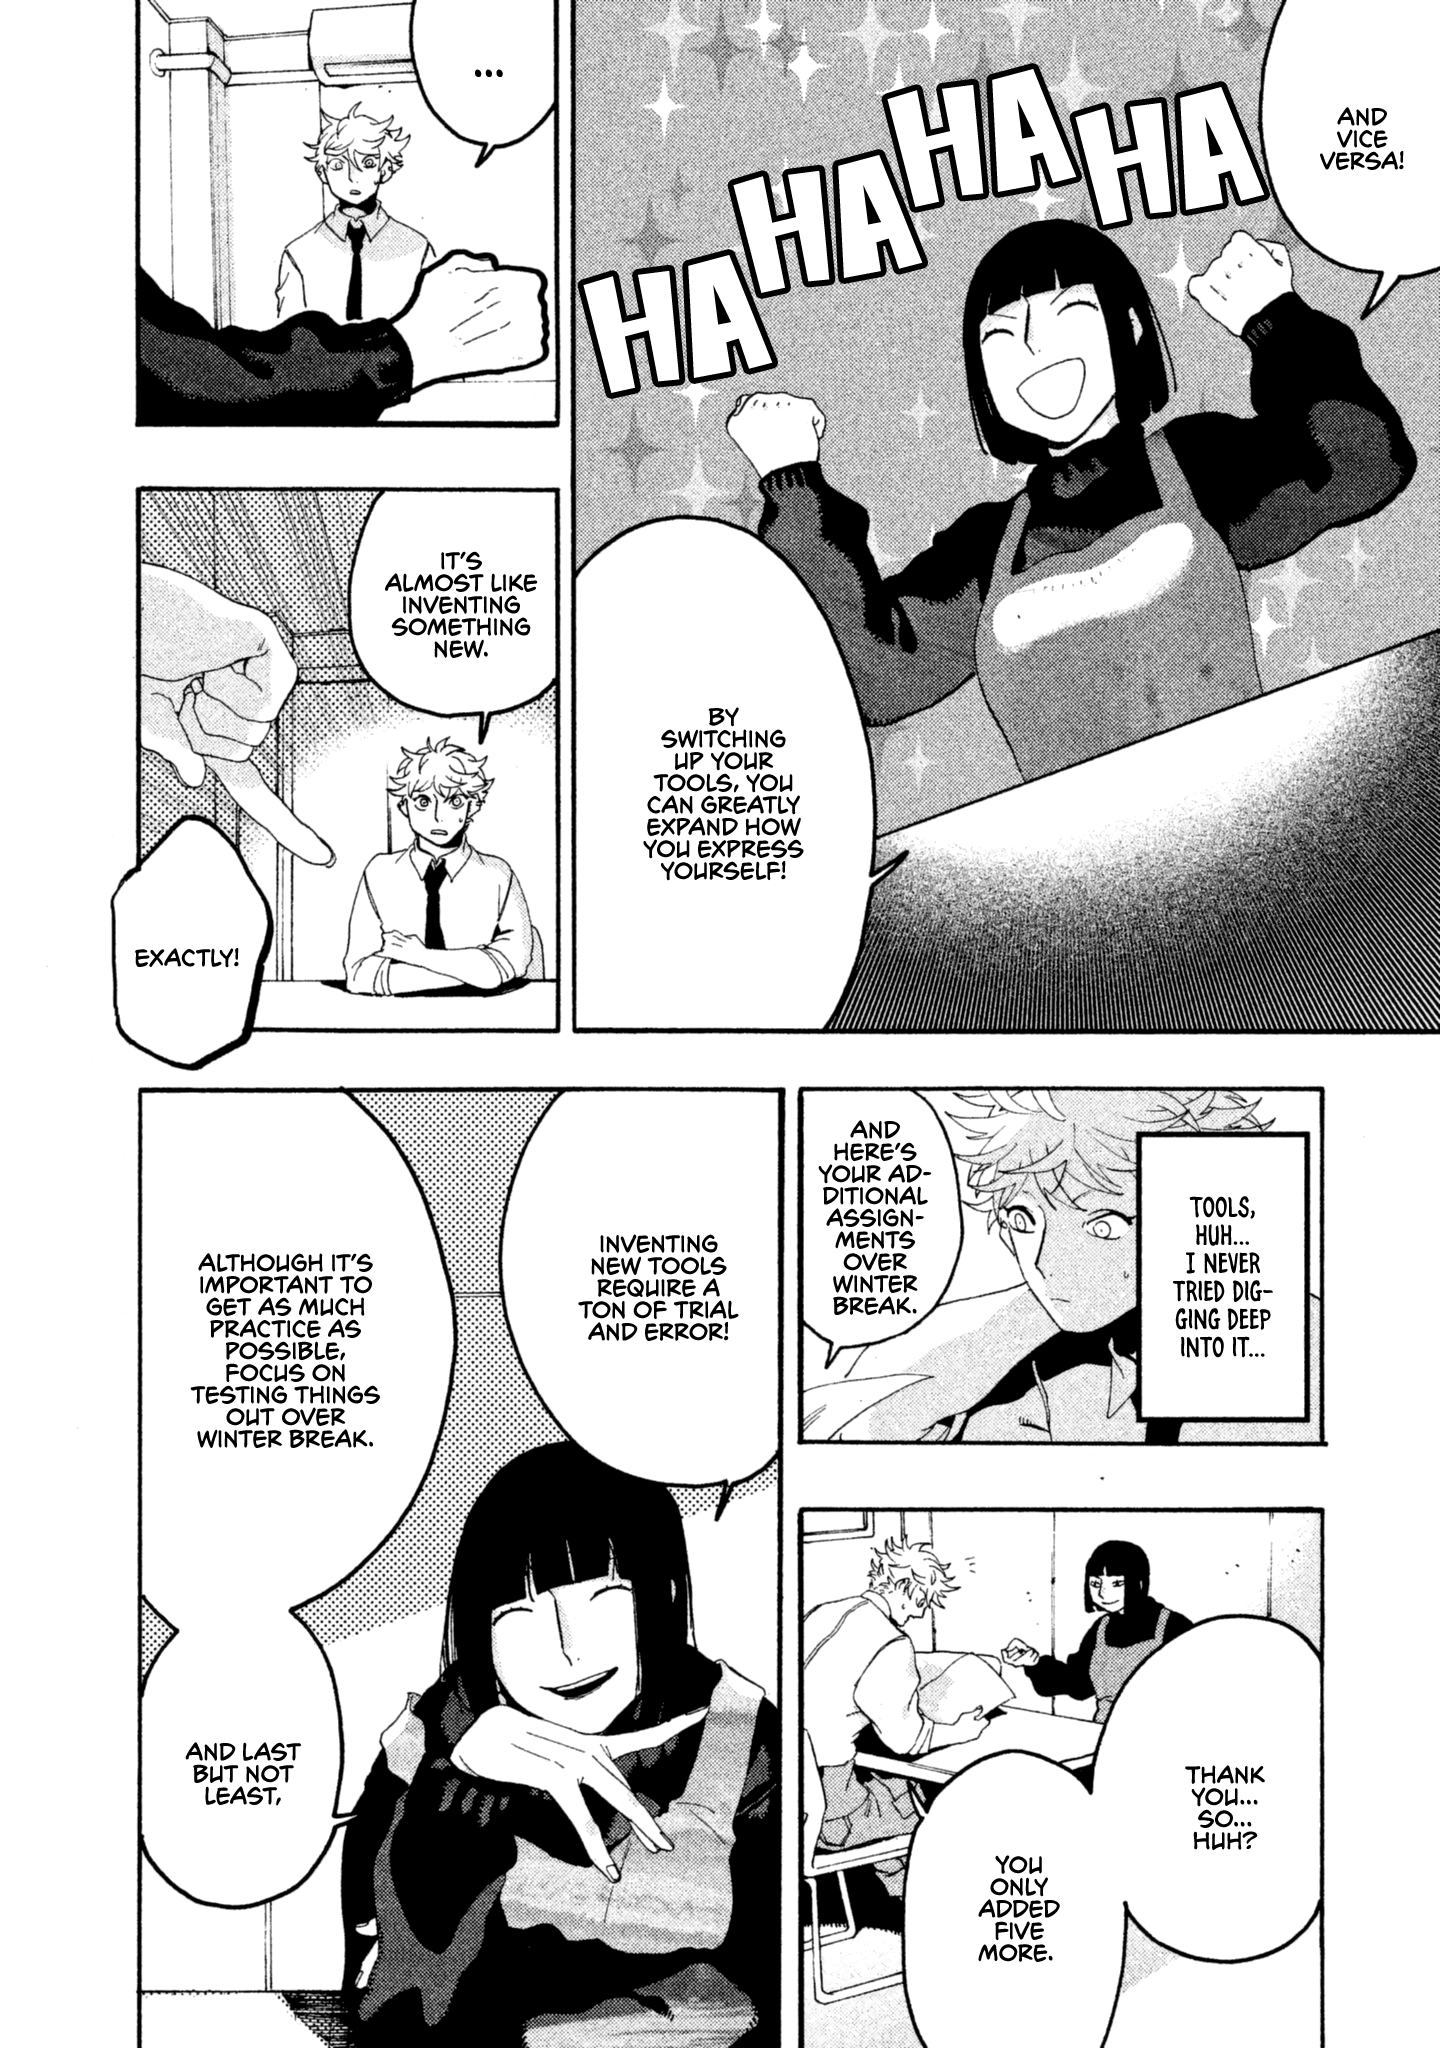 AND
VICE
VERSA!
HAHAHAHA
BY
SWITCHING
UP YOUR
TOOLS, YOU
CAN GREATLY
EXPAND HOW
YOU EXPRESS
YOURSELF!
...
IT'S
ALMOST LIKE
INVENTING
SOMETHING
NEW.
EXACTLY!
TOOLS,
HUH...
I NEVER
TRIED DIG-
GING DEEP
INTO IT...
AND
HERE'S
YOUR AD-
DITIONAL
ASSIGN-
MENTS
OVER
WINTER
BREAK.
THANK
YOU...
SO...
HUH?
YOU
ONLY
ADDED
FIVE
MORE.
INVENTING
NEW TOOLS
REQUIRE A
TON OF TRIAL
AND ERROR!
ALTHOUGH IT'S
IMPORTANT TO
GET AS MUCH
PRACTICE AS
POSSIBLE,
FOCUS ON
TESTING THINGS
OUT OVER
WINTER BREAK.
AND LAST
BUT NOT
LEAST,